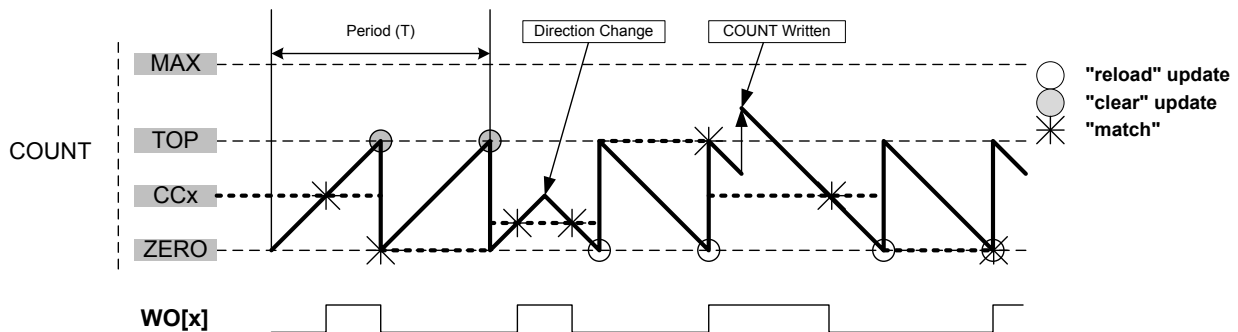 Period (T)
Direction Change
COUNT Written
MAX
"reload" update
"clear" update
TOP
"match"
COUNT
CCx
ZERO
WO[x]